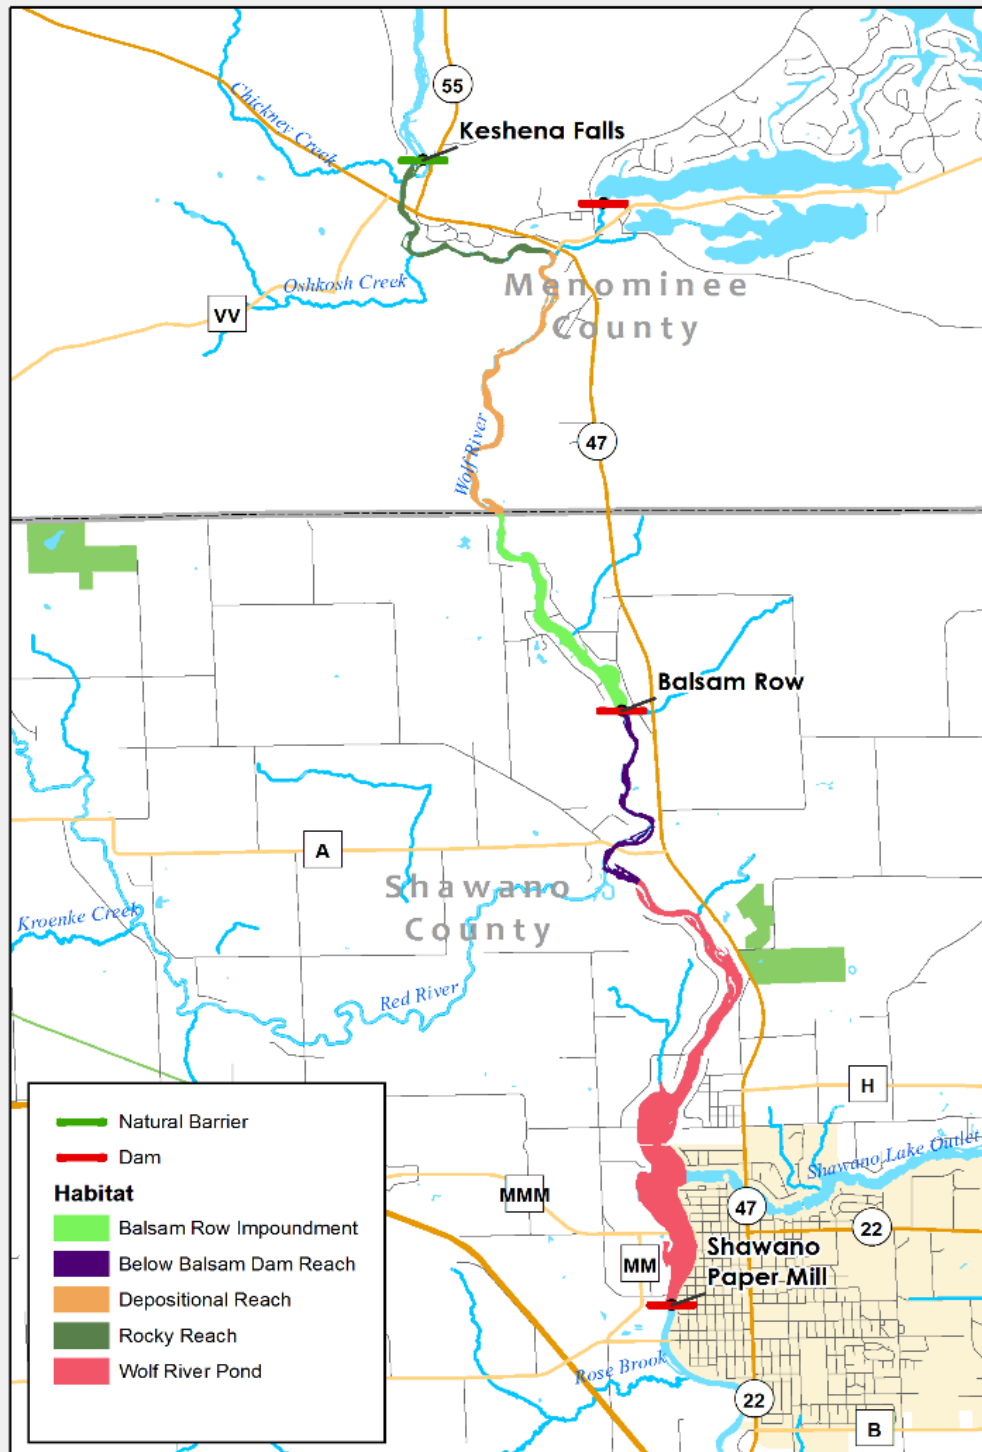 55
Keshena Falls
Chickney Creek
Oshkosh Creek
Menominee
County
VV
47
Wolf River
Balsam Row
A
Shawano
County
Kroenke Creek
Red River
H
Shawano Lake Outlet
MMM
47
22
MM
Shawano
Paper Mill
Rose Brook
22
B
Natural Barrier
Dam
Habitat
Balsam Row Impoundment
Below Balsam Dam Reach
Depositional Reach
Rocky Reach
Wolf River Pond